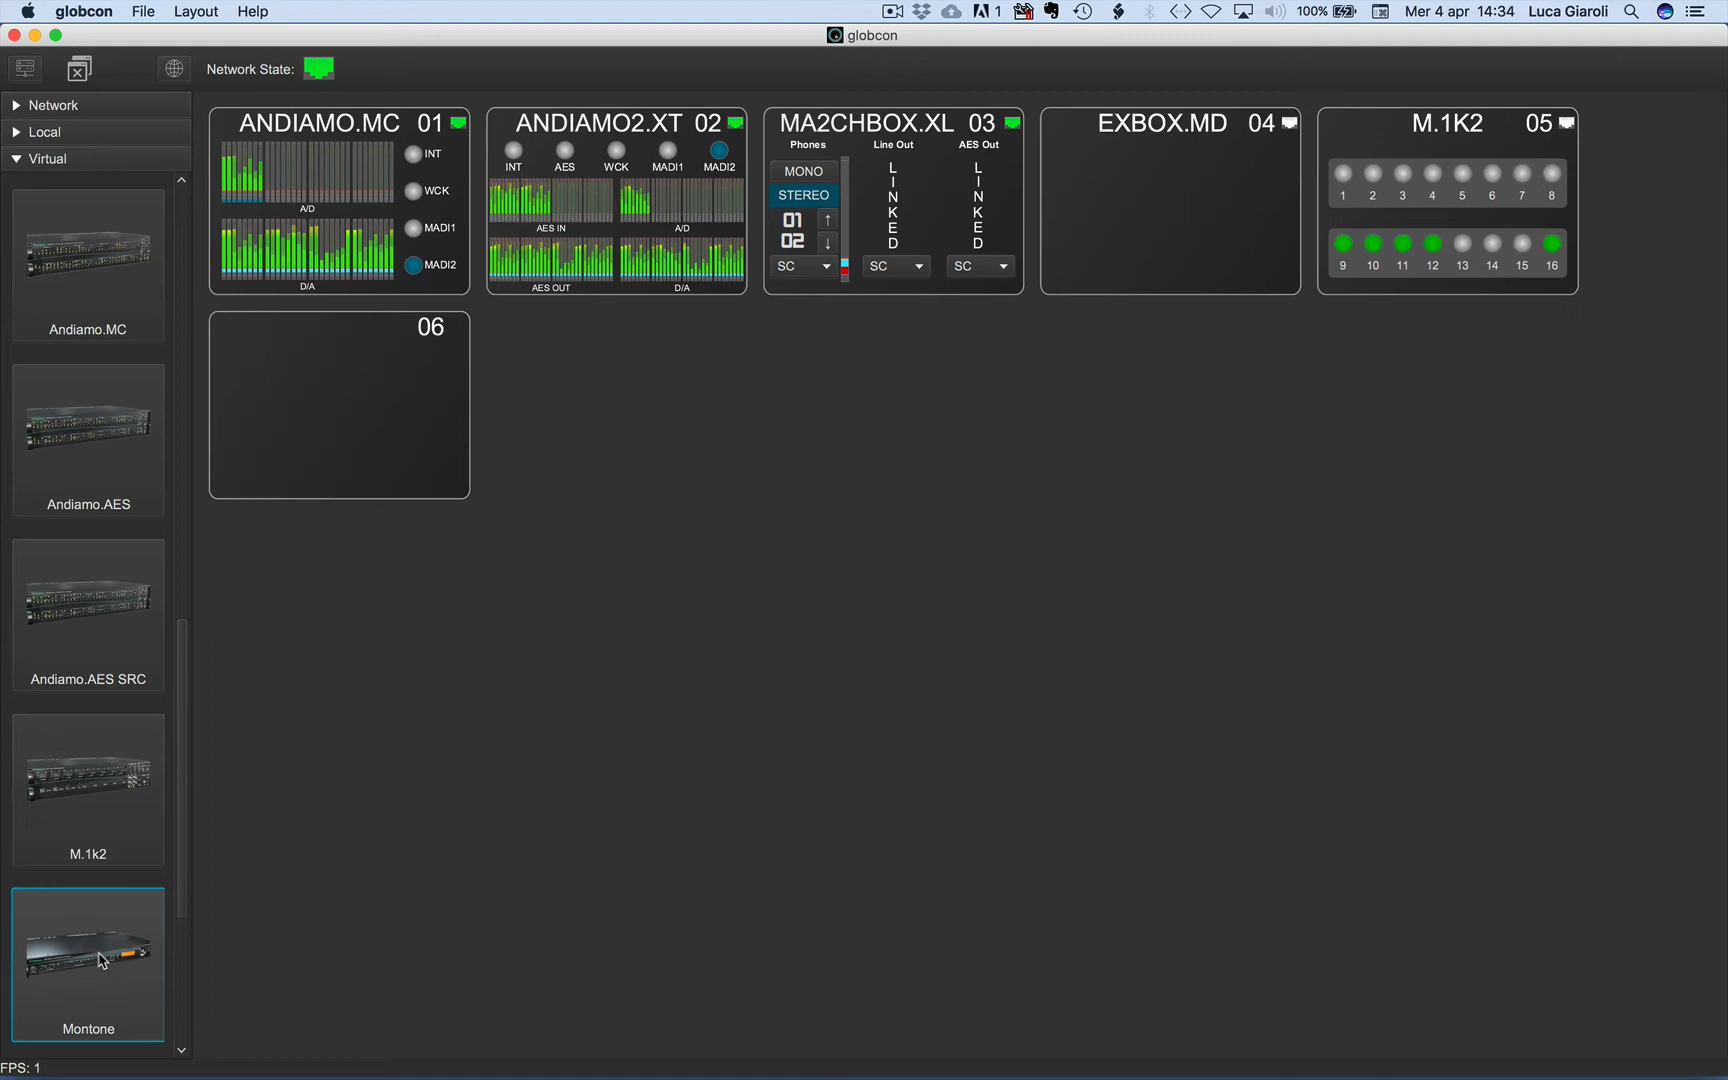 globcon File Layout Help 1 100% Mer 4 apr 14:34 Luca Giaroli
globcon
Network State:
Network
Local
Virtual
Andiamo.MC
Andiamo.AES
Andiamo.AES SRC
M.1k2
Montone
ANDIAMO.MC 01
INT
WCK
A/D
MADI1
MADI2
D/A
ANDIAMO2.XT 02
INT AES WCK MADI1 MADI2
AES IN A/D
AES OUT D/A
MA2CHBOX.XL 03
Phones Line Out AES Out
MONO
STEREO
01
02
LINKED
LINKED
SC SC SC
EXBOX.MD 04
M.1K2 05
1 2 3 4 5 6 7 8
9 10 11 12 13 14 15 16
06
FPS: 1